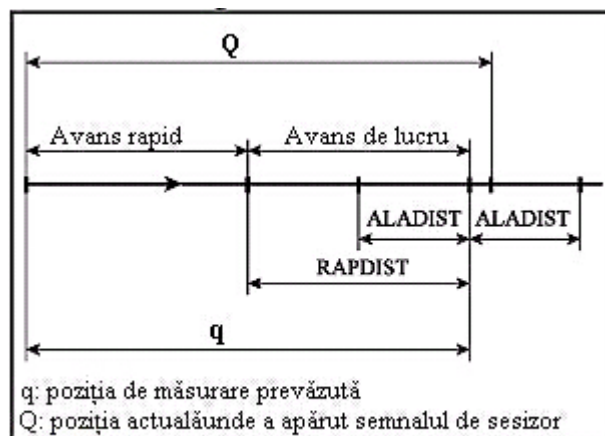 Q
Avans rapid Avans de lucru
ALADIST ALADIST
RAPDIST
q
q: poziția de măsurare prevăzută
Q: poziția actualăunde a apărut semnalul de sesizor